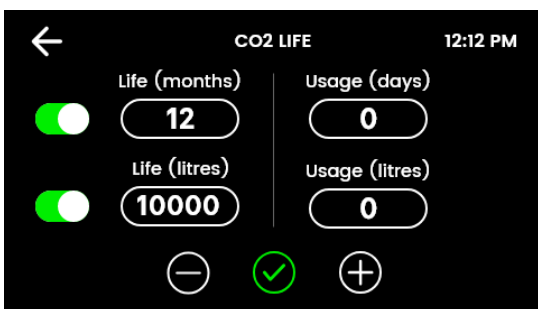 CO2 LIFE 12:12 PM
Life (months) Usage (days)
12 0
Life (litres) Usage (litres)
10000 0